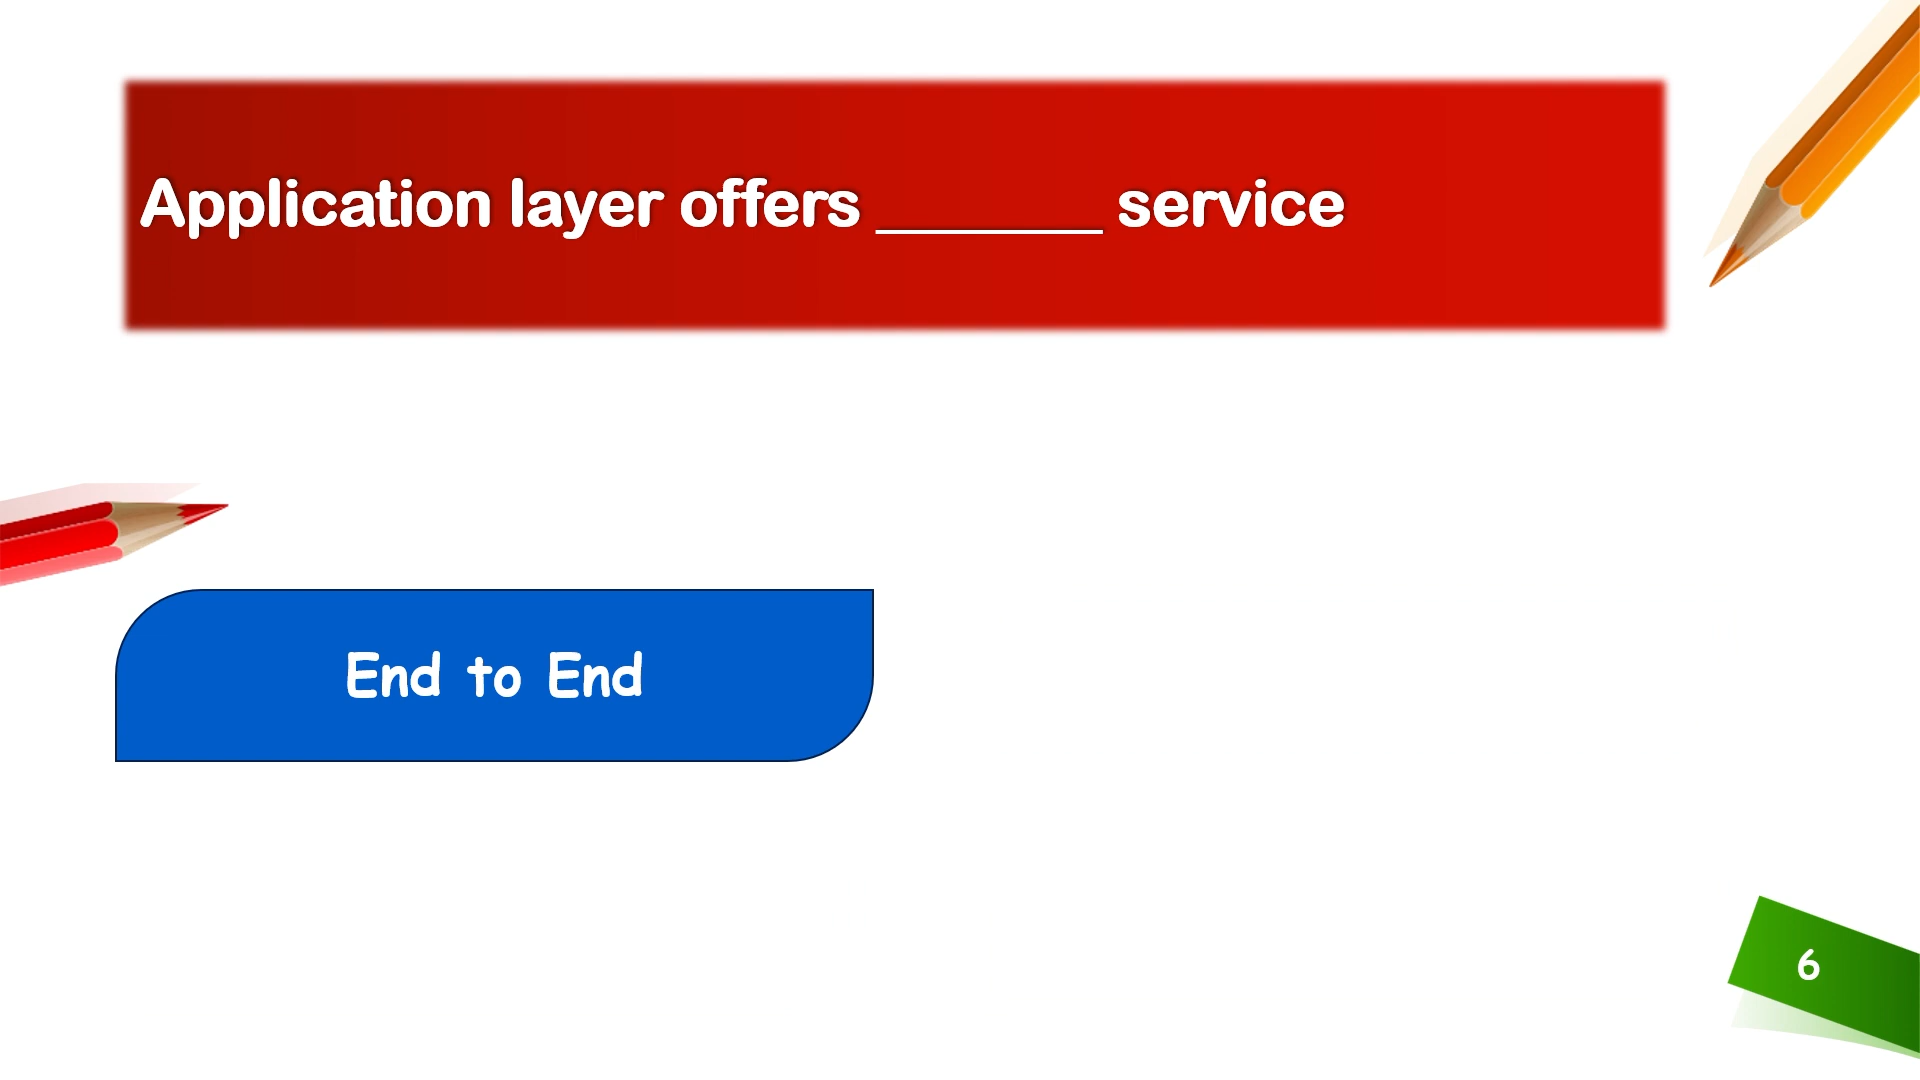 Application layer offers _______ service
End to End
6